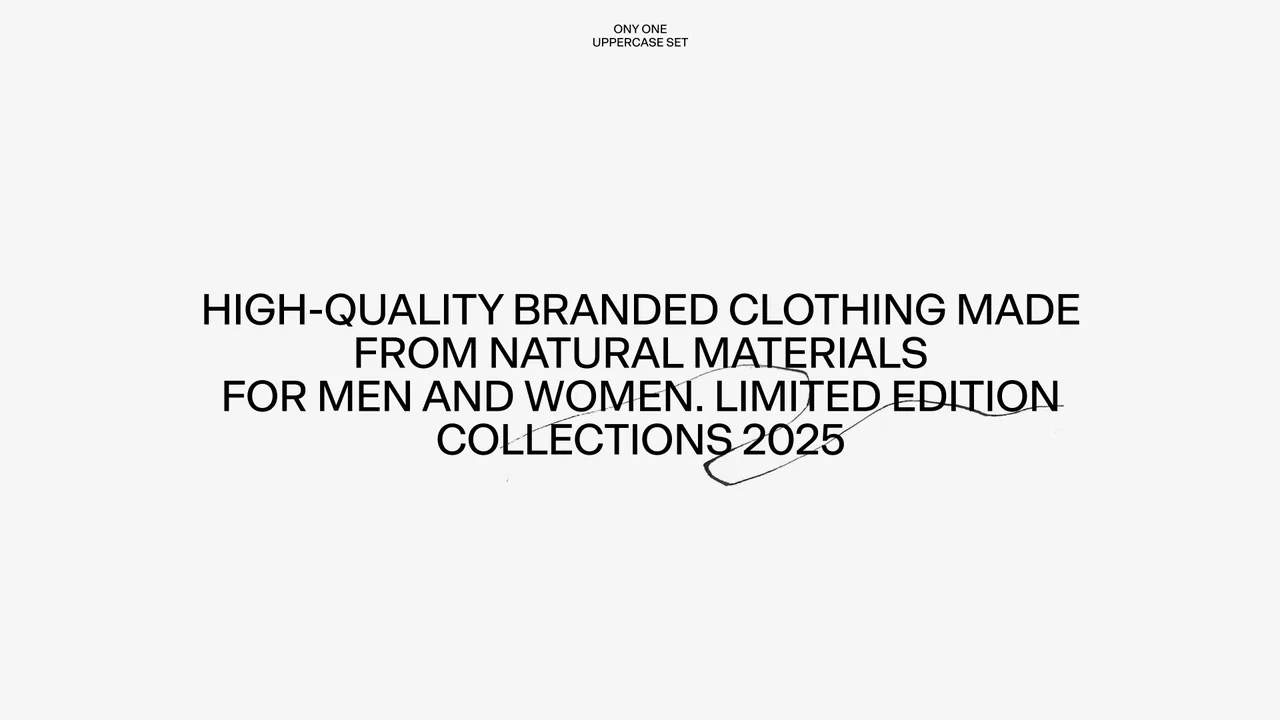 ONY ONE
UPPERCASE SET
HIGH-QUALITY BRANDED CLOTHING MADE
FROM NATURAL MATERIALS
FOR MEN AND WOMEN. LIMITED EDITION
COLLECTIONS 2025